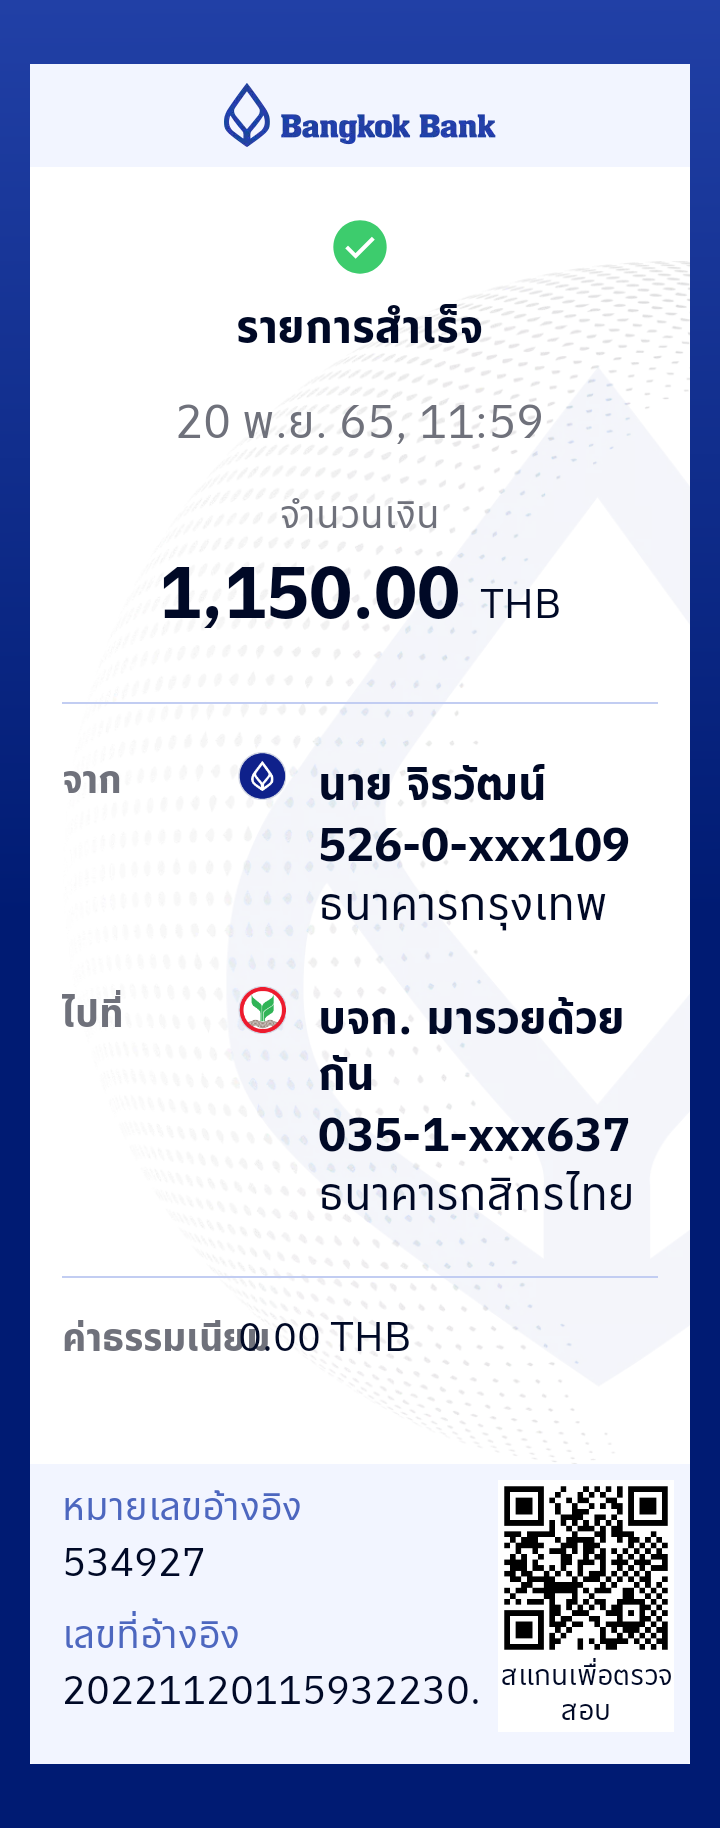 Bangkok Bank
รายการสำเร็จ
20 พ.ย. 65, 11:59
จำนวนเงิน
1,150.00 THB
จาก
นาย จิรวัฒน์
526-0-xxx109
ธนาคารกรุงเทพ
ไปที่
บจก. มารวยด้วย
กัน
035-1-xxx637
ธนาคารกสิกรไทย
ค่าธรรมเนียม 0.00 THB
หมายเลขอ้างอิง
534927
เลขที่อ้างอิง
20221120115932230.
สแกนเพื่อตรวจ
สอบ